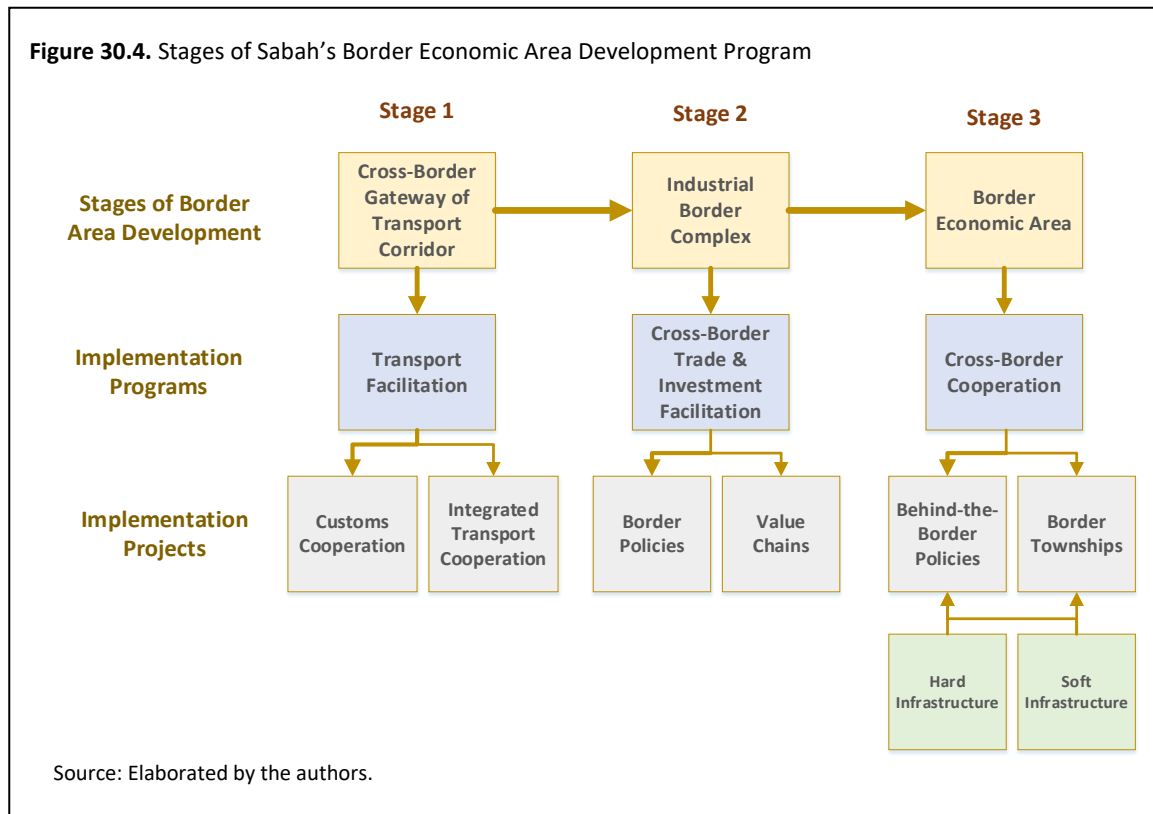 Figure 30.4. Stages of Sabah’s Border Economic Area Development Program
Stage 1
Stage 2
Stage 3
Stages of Border
Area Development
Cross-Border
Gateway of
Transport
Corridor
Industrial
Border
Complex
Border
Economic Area
Implementation
Programs
Transport
Facilitation
Cross-Border
Trade &
Investment
Facilitation
Cross-Border
Cooperation
Implementation
Projects
Customs
Cooperation
Integrated
Transport
Cooperation
Border
Policies
Value
Chains
Behind-the-
Border
Policies
Border
Townships
Hard
Infrastructure
Soft
Infrastructure
Source: Elaborated by the authors.